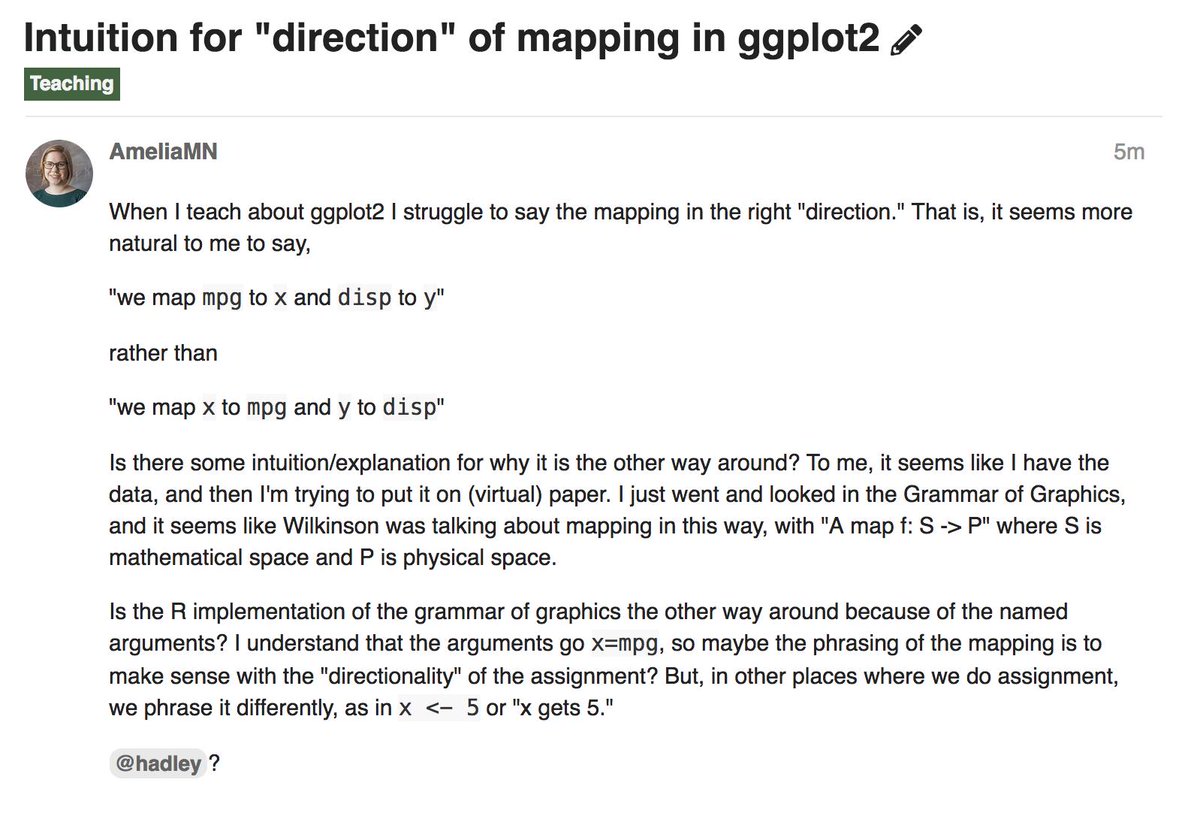 Intuition for "direction" of mapping in ggplot2
Teaching
AmeliaMN
5m
When I teach about ggplot2 I struggle to say the mapping in the right "direction." That is, it seems more
natural to me to say,
"we map mpg to x and disp to y"
rather than
"we map x to mpg and y to disp"
Is there some intuition/explanation for why it is the other way around? To me, it seems like I have the
data, and then I'm trying to put it on (virtual) paper. I just went and looked in the Grammar of Graphics,
and it seems like Wilkinson was talking about mapping in this way, with "A map f: S -> P" where S is
mathematical space and P is physical space.
Is the R implementation of the grammar of graphics the other way around because of the named
arguments? I understand that the arguments go x=mpg, so maybe the phrasing of the mapping is to
make sense with the "directionality" of the assignment? But, in other places where we do assignment,
we phrase it differently, as in x <- 5 or "x gets 5."
@hadley ?